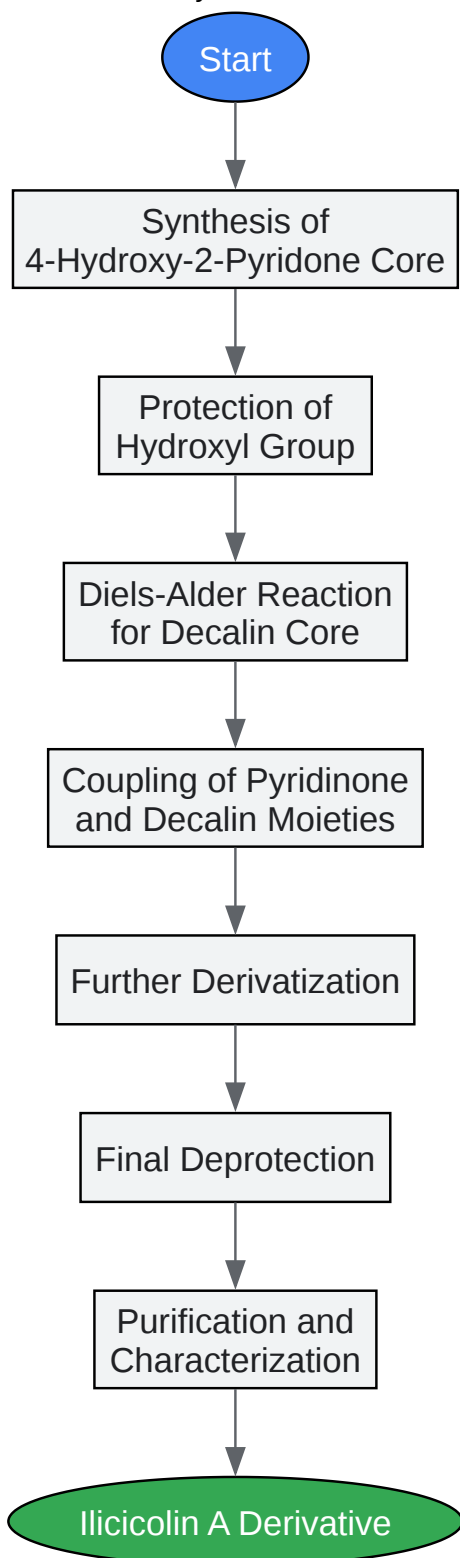 Start
Synthesis of
4-Hydroxy-2-Pyridone Core
Protection of
Hydroxyl Group
Diels-Alder Reaction
for Decalin Core
Coupling of Pyridinone
and Decalin Moieties
Further Derivatization
Final Deprotection
Purification and
Characterization
Ilicicolin A Derivative